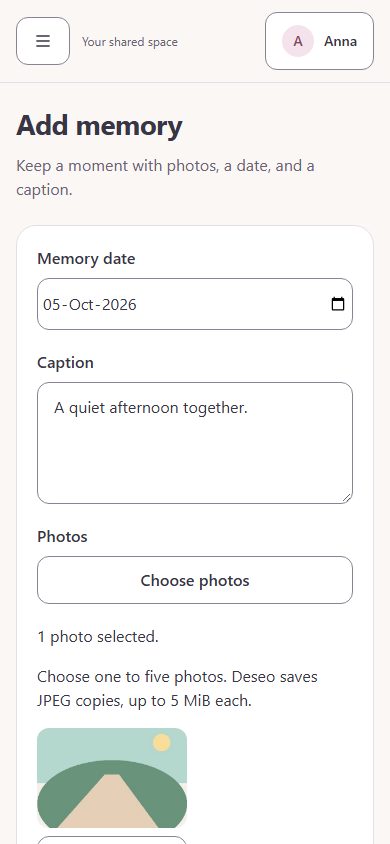 Your shared space
A
Anna
Add memory
Keep a moment with photos, a date, and a
caption.
Memory date
05-Oct-2026
Caption
A quiet afternoon together.
Photos
Choose photos
1 photo selected.
Choose one to five photos. Deseo saves
JPEG copies, up to 5 MiB each.